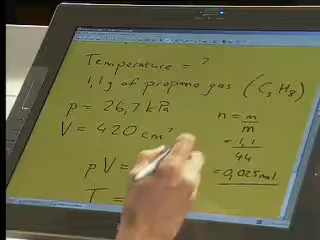 Temperature = ?
1,1 g of propane gas (C₃H₈)
p = 26,7 kPa
V = 420 cm³
n = m/m
= 1,1/44
= 0,025 mol
pV =
T =